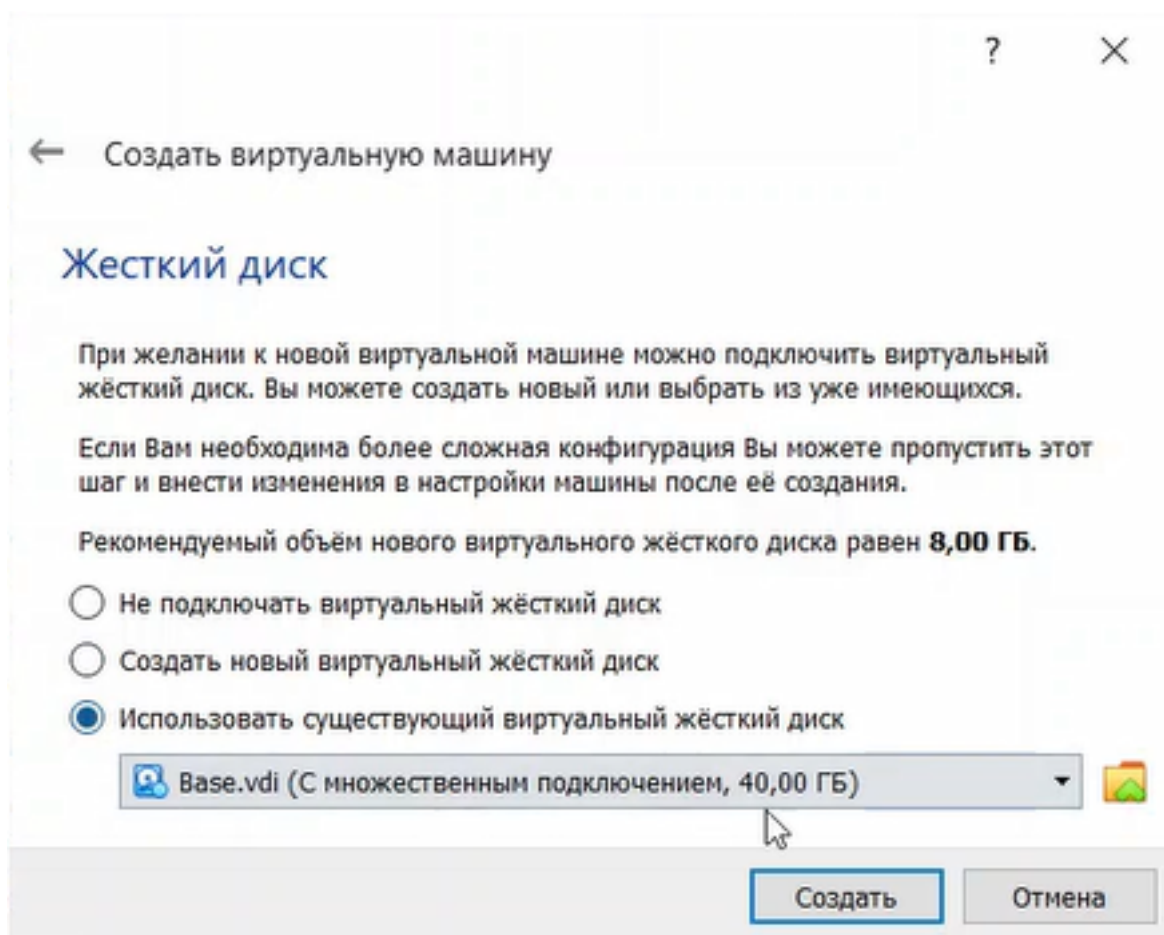 ?
Создать виртуальную машину
Жесткий диск
При желании к новой виртуальной машине можно подключить виртуальный
жёсткий диск. Вы можете создать новый или выбрать из уже имеющихся.
Если Вам необходима более сложная конфигурация Вы можете пропустить этот
шаг и внести изменения в настройки машины после её создания.
Рекомендуемый объём нового виртуального жёсткого диска равен 8,00 ГБ.
Не подключать виртуальный жёсткий диск
Создать новый виртуальный жёсткий диск
Использовать существующий виртуальный жёсткий диск
Base.vdi (С множественным подключением, 40,00 ГБ)
Создать Отмена